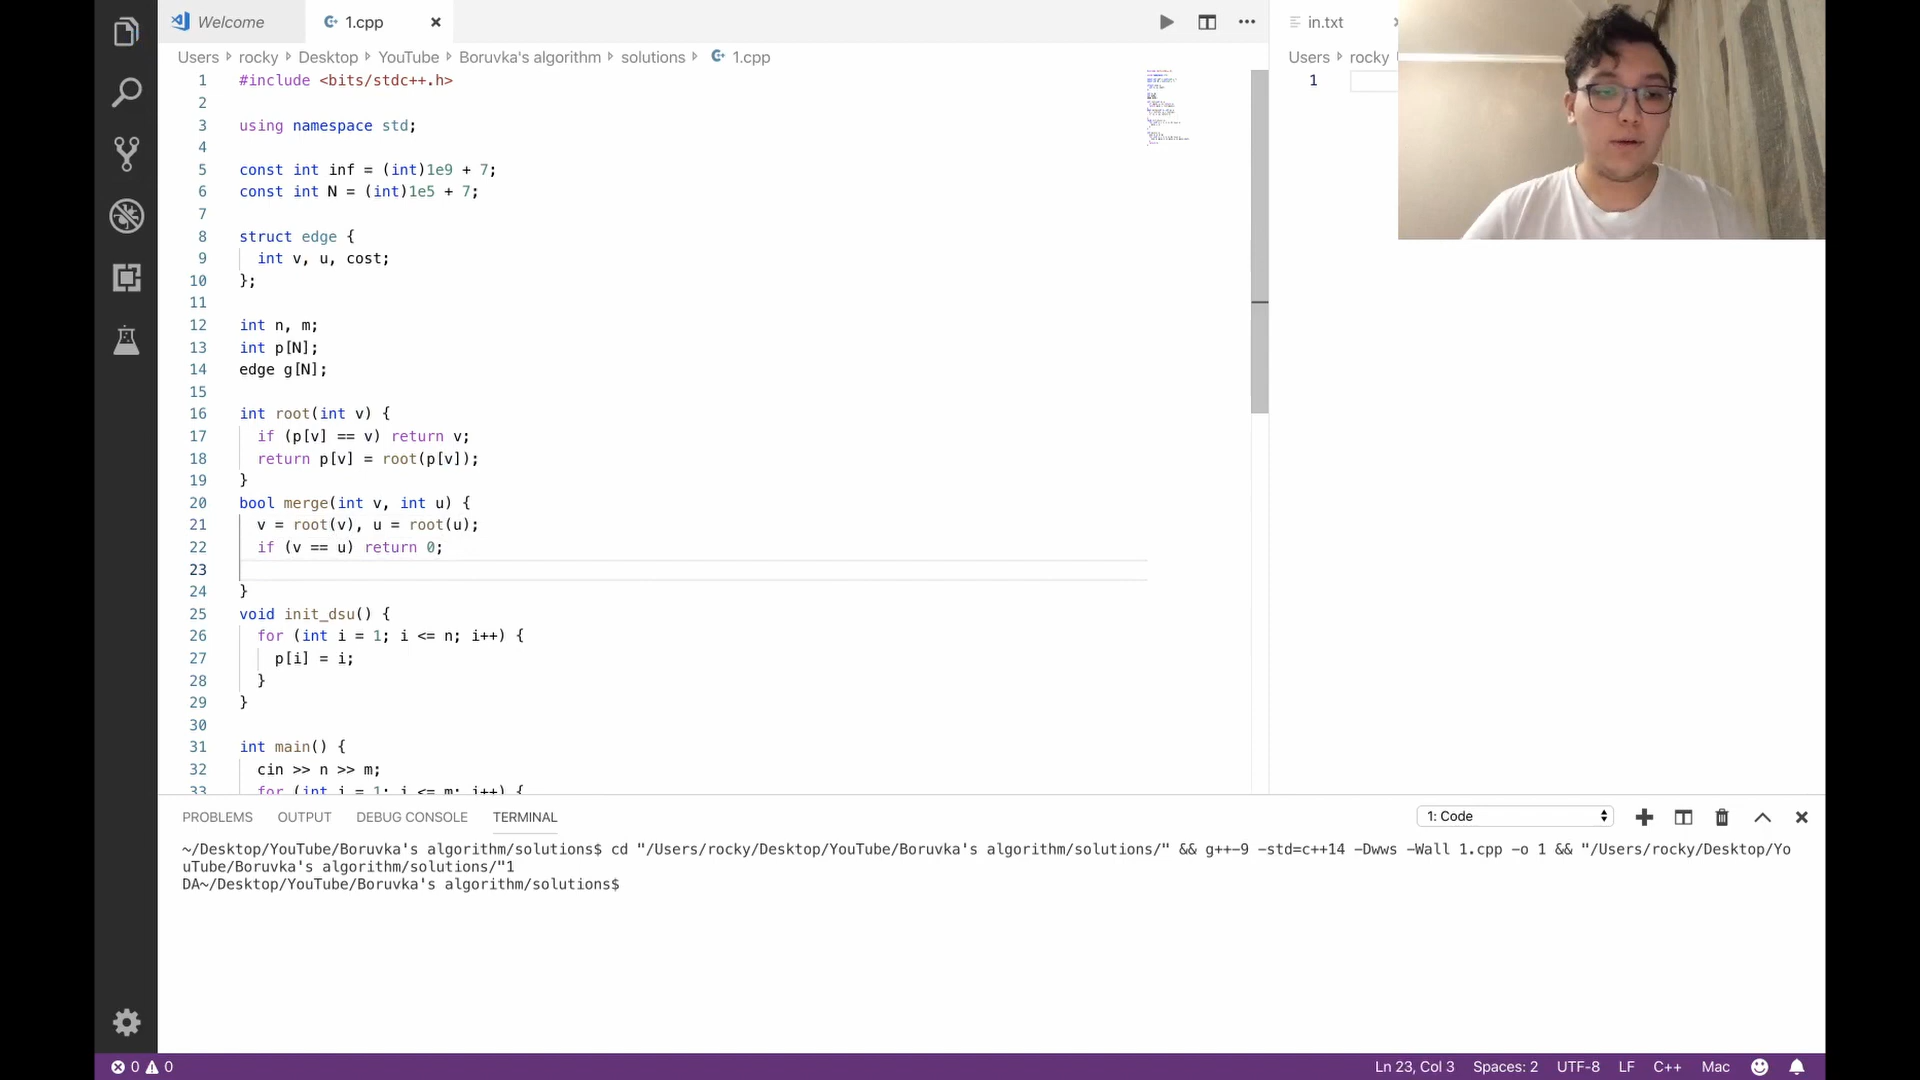 Welcome
1.cpp
in.txt
Users rocky Desktop YouTube Boruvka's algorithm solutions 1.cpp
Users rocky
1 #include <bits/stdc++.h>
2
3 using namespace std;
4
5 const int inf = (int)1e9 + 7;
6 const int N = (int)1e5 + 7;
7
8 struct edge {
9 int v, u, cost;
10 };
11
12 int n, m;
13 int p[N];
14 edge g[N];
15
16 int root(int v) {
17 if (p[v] == v) return v;
18 return p[v] = root(p[v]);
19 }
20 bool merge(int v, int u) {
21 v = root(v), u = root(u);
22 if (v == u) return 0;
23
24 }
25 void init_dsu() {
26 for (int i = 1; i <= n; i++) {
27 p[i] = i;
28 }
29 }
30
31 int main() {
32 cin >> n >> m;
33 for (int i = 1; i <= m; i++) {
1
PROBLEMS OUTPUT DEBUG CONSOLE TERMINAL
1: Code
~/Desktop/YouTube/Boruvka's algorithm/solutions$ cd "/Users/rocky/Desktop/YouTube/Boruvka's algorithm/solutions/" && g++-9 -std=c++14 -Dwws -Wall 1.cpp -o 1 && "/Users/rocky/Desktop/Yo
uTube/Boruvka's algorithm/solutions/"1
DA~/Desktop/YouTube/Boruvka's algorithm/solutions$
0 0
Ln 23, Col 3 Spaces: 2 UTF-8 LF C++ Mac